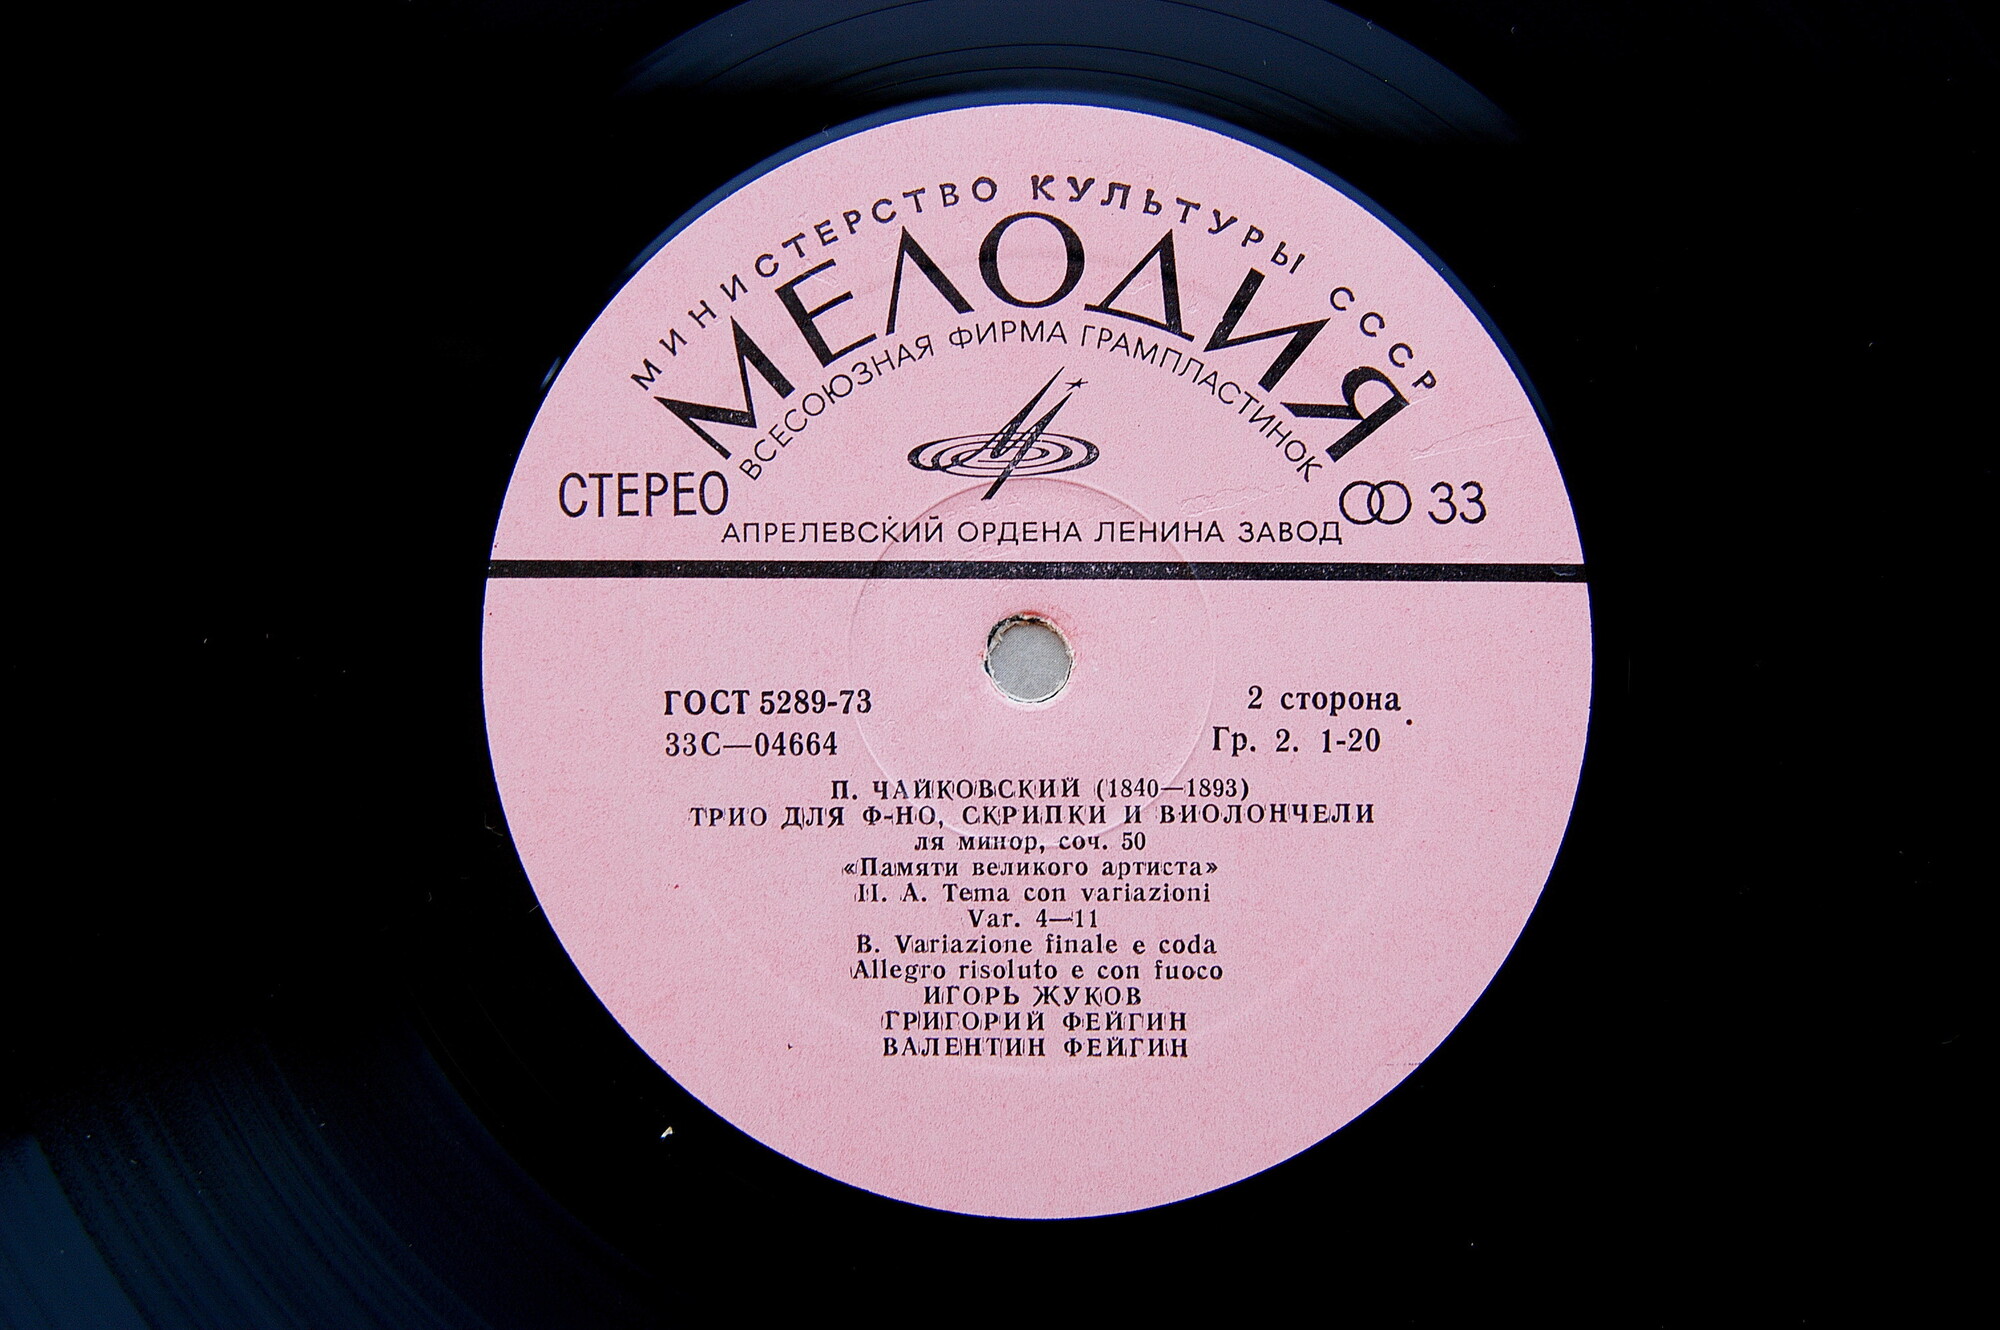 МИНИСТЕРСТВО КУЛЬТУРЫ СССР
МЕЛОДИЯ
ВСЕСОЮЗНАЯ ФИРМА ГРАМПЛАСТИНОК
СТЕРЕО
33
АПРЕЛЕВСКИЙ ОРДЕНА ЛЕНИНА ЗАВОД
ГОСТ 5289-73
2 сторона
33С—04664
Гр. 2. 1-20
П. ЧАЙКОВСКИЙ (1840—1893)
ТРИО ДЛЯ Ф-НО, СКРИПКИ И ВИОЛОНЧЕЛИ
ля минор, соч. 50
«Памяти великого артиста»
II. A. Tema con variazioni
Var. 4—11
B. Variazione finale e coda
Allegro risoluto e con fuoco
ИГОРЬ ЖУКОВ
ГРИГОРИЙ ФЕЙГИН
ВАЛЕНТИН ФЕЙГИН